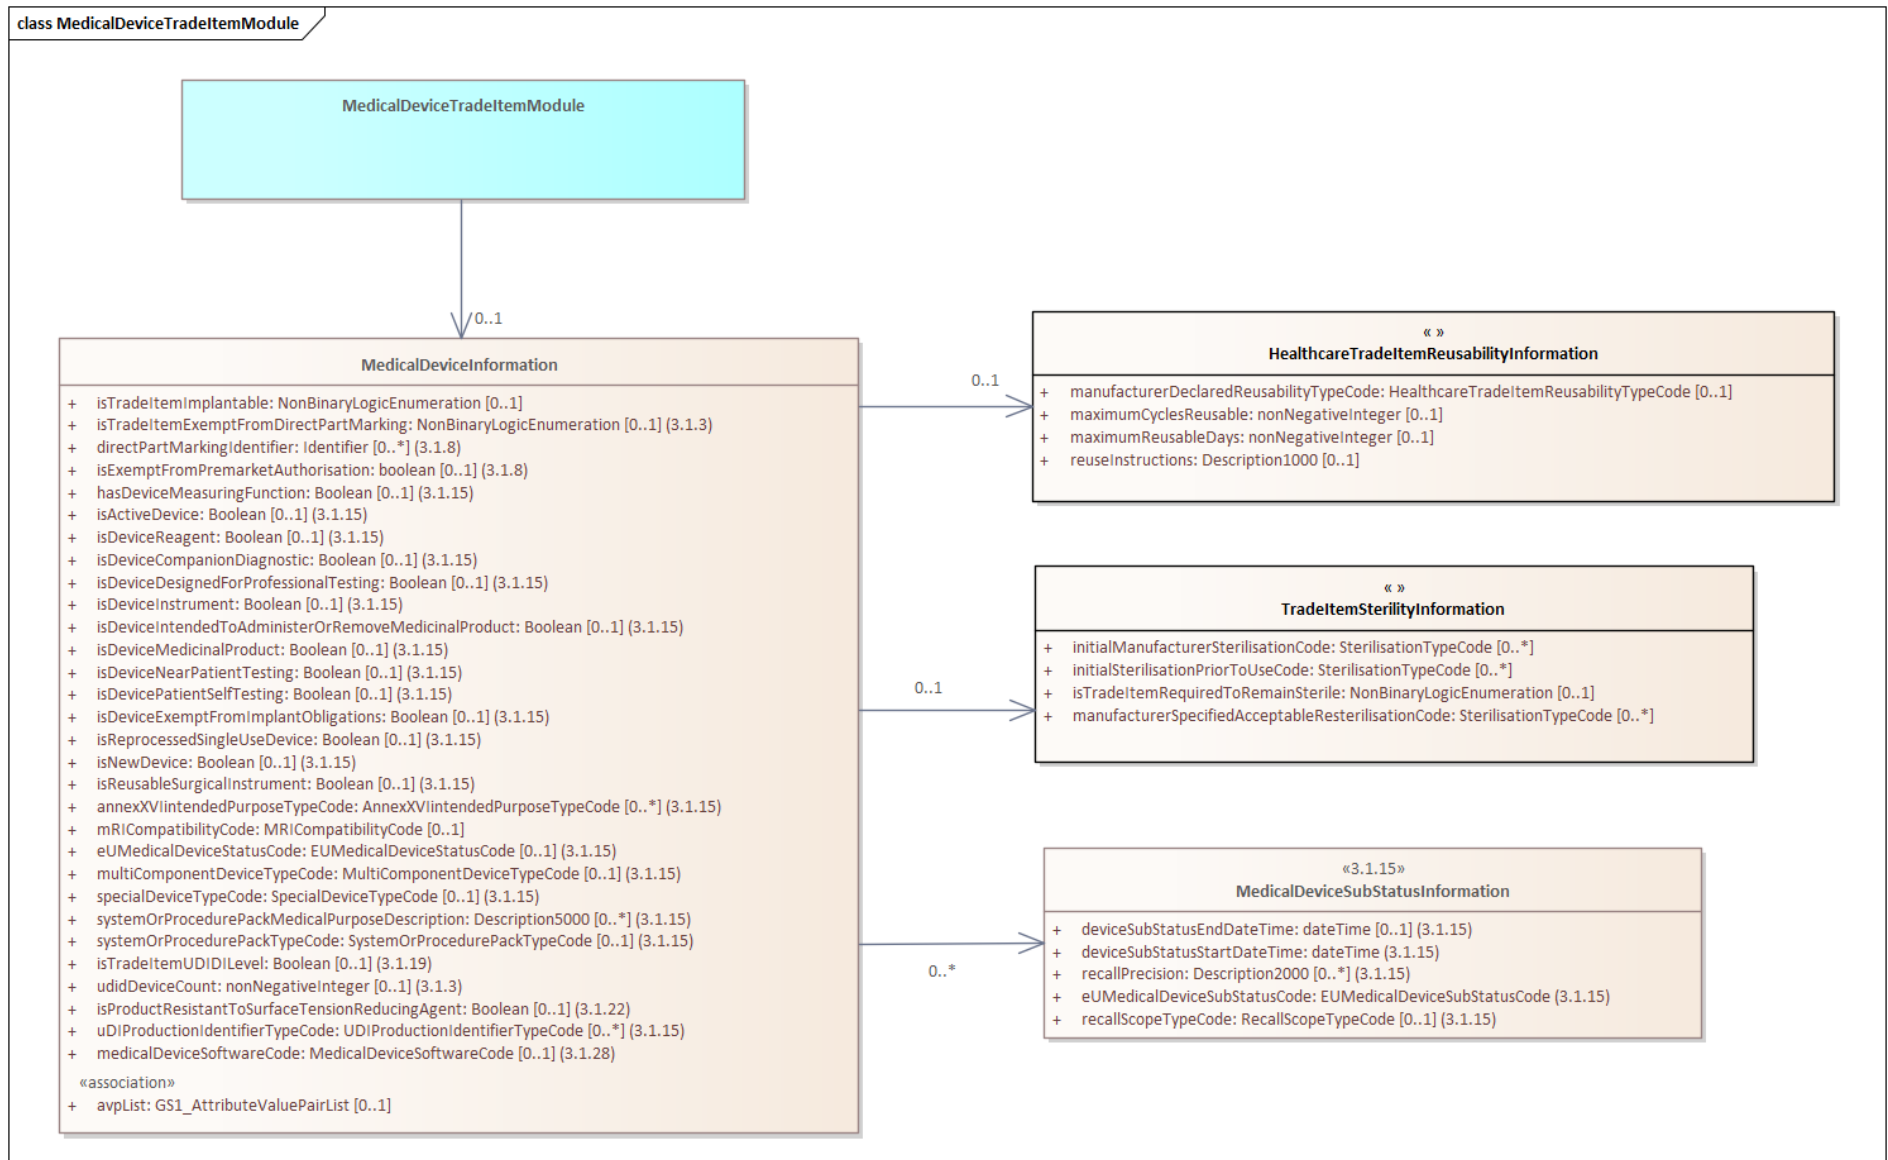 class MedicalDeviceTradeItemModule
MedicalDeviceTradeItemModule
0..1
MedicalDeviceInformation
+ isTradeItemImplantable: NonBinaryLogicEnumeration [0..1]
+ isTradeItemExemptFromDirectPartMarking: NonBinaryLogicEnumeration [0..1] (3.1.3)
+ directPartMarkingIdentifier: Identifier [0..*] (3.1.8)
+ isExemptFromPremarketAuthorisation: boolean [0..1] (3.1.8)
+ hasDeviceMeasuringFunction: Boolean [0..1] (3.1.15)
+ isActiveDevice: Boolean [0..1] (3.1.15)
+ isDeviceReagent: Boolean [0..1] (3.1.15)
+ isDeviceCompanionDiagnostic: Boolean [0..1] (3.1.15)
+ isDeviceDesignedForProfessionalTesting: Boolean [0..1] (3.1.15)
+ isDeviceInstrument: Boolean [0..1] (3.1.15)
+ isDeviceIntendedToAdministerOrRemoveMedicinalProduct: Boolean [0..1] (3.1.15)
+ isDeviceMedicinalProduct: Boolean [0..1] (3.1.15)
+ isDeviceNearPatientTesting: Boolean [0..1] (3.1.15)
+ isDevicePatientSelfTesting: Boolean [0..1] (3.1.15)
+ isDeviceExemptFromImplantObligations: Boolean [0..1] (3.1.15)
+ isReprocessedSingleUseDevice: Boolean [0..1] (3.1.15)
+ isNewDevice: Boolean [0..1] (3.1.15)
+ isReusableSurgicalInstrument: Boolean [0..1] (3.1.15)
+ annexXVIintendedPurposeTypeCode: AnnexXVIintendedPurposeTypeCode [0..*] (3.1.15)
+ mRICompatibilityCode: MRICompatibilityCode [0..1]
+ eUMedicalDeviceStatusCode: EUMedicalDeviceStatusCode [0..1] (3.1.15)
+ multiComponentDeviceTypeCode: MultiComponentDeviceTypeCode [0..1] (3.1.15)
+ specialDeviceTypeCode: SpecialDeviceTypeCode [0..1] (3.1.15)
+ systemOrProcedurePackMedicalPurposeDescription: Description5000 [0..*] (3.1.15)
+ systemOrProcedurePackTypeCode: SystemOrProcedurePackTypeCode [0..1] (3.1.15)
+ isTradeItemUDIDILevel: Boolean [0..1] (3.1.19)
+ udidDeviceCount: nonNegativeInteger [0..1] (3.1.3)
+ isProductResistantToSurfaceTensionReducingAgent: Boolean [0..1] (3.1.22)
+ uDIProductionIdentifierTypeCode: UDIProductionIdentifierTypeCode [0..*] (3.1.15)
+ medicalDeviceSoftwareCode: MedicalDeviceSoftwareCode [0..1] (3.1.28)
«association»
+ avpList: GS1_AttributeValuePairList [0..1]
0..1
« »
HealthcareTradeItemReusabilityInformation
+ manufacturerDeclaredReusabilityTypeCode: HealthcareTradeItemReusabilityTypeCode [0..1]
+ maximumCyclesReusable: nonNegativeInteger [0..1]
+ maximumReusableDays: nonNegativeInteger [0..1]
+ reuseInstructions: Description1000 [0..1]
0..1
« »
TradeItemSterilityInformation
+ initialManufacturerSterilisationCode: SterilisationTypeCode [0..*]
+ initialSterilisationPriorToUseCode: SterilisationTypeCode [0..*]
+ isTradeItemRequiredToRemainSterile: NonBinaryLogicEnumeration [0..1]
+ manufacturerSpecifiedAcceptableResterilisationCode: SterilisationTypeCode [0..*]
0..*
«3.1.15»
MedicalDeviceSubStatusInformation
+ deviceSubStatusEndDateTime: dateTime [0..1] (3.1.15)
+ deviceSubStatusStartDateTime: dateTime (3.1.15)
+ recallPrecision: Description2000 [0..*] (3.1.15)
+ eUMedicalDeviceSubStatusCode: EUMedicalDeviceSubStatusCode (3.1.15)
+ recallScopeTypeCode: RecallScopeTypeCode [0..1] (3.1.15)